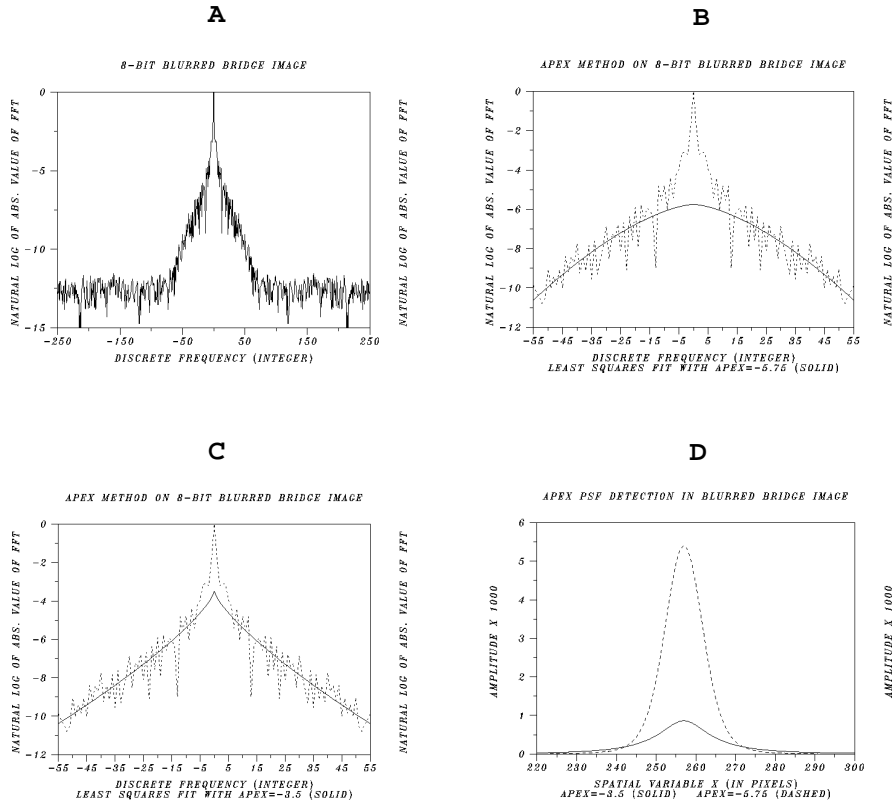 A
8-BIT BLURRED BRIDGE IMAGE
NATURAL LOG OF ABS. VALUE OF FFT
0
-5
-10
-15
-250
-150
-50
50
150
250
DISCRETE FREQUENCY (INTEGER)
NATURAL LOG OF ABS. VALUE OF FFT
B
APEX METHOD ON 8-BIT BLURRED BRIDGE IMAGE
NATURAL LOG OF ABS. VALUE OF FFT
0
-2
-4
-6
-8
-10
-12
-55
-45
-35
-25
-15
-5
5
15
25
35
45
55
DISCRETE FREQUENCY (INTEGER)
LEAST SQUARES FIT WITH APEX=-5.75 (SOLID)
NATURAL LOG OF ABS. VALUE OF FFT
C
APEX METHOD ON 8-BIT BLURRED BRIDGE IMAGE
NATURAL LOG OF ABS. VALUE OF FFT
0
-2
-4
-6
-8
-10
-12
-55
-45
-35
-25
-15
-5
5
15
25
35
45
55
DISCRETE FREQUENCY (INTEGER)
LEAST SQUARES FIT WITH APEX=-3.5 (SOLID)
NATURAL LOG OF ABS. VALUE OF FFT
D
APEX PSF DETECTION IN BLURRED BRIDGE IMAGE
AMPLITUDE X 1000
6
5
4
3
2
1
0
220
230
240
250
260
270
280
290
300
SPATIAL VARIABLE X (IN PIXELS)
APEX=-3.5 (SOLID) APEX=-5.75 (DASHED)
AMPLITUDE X 1000